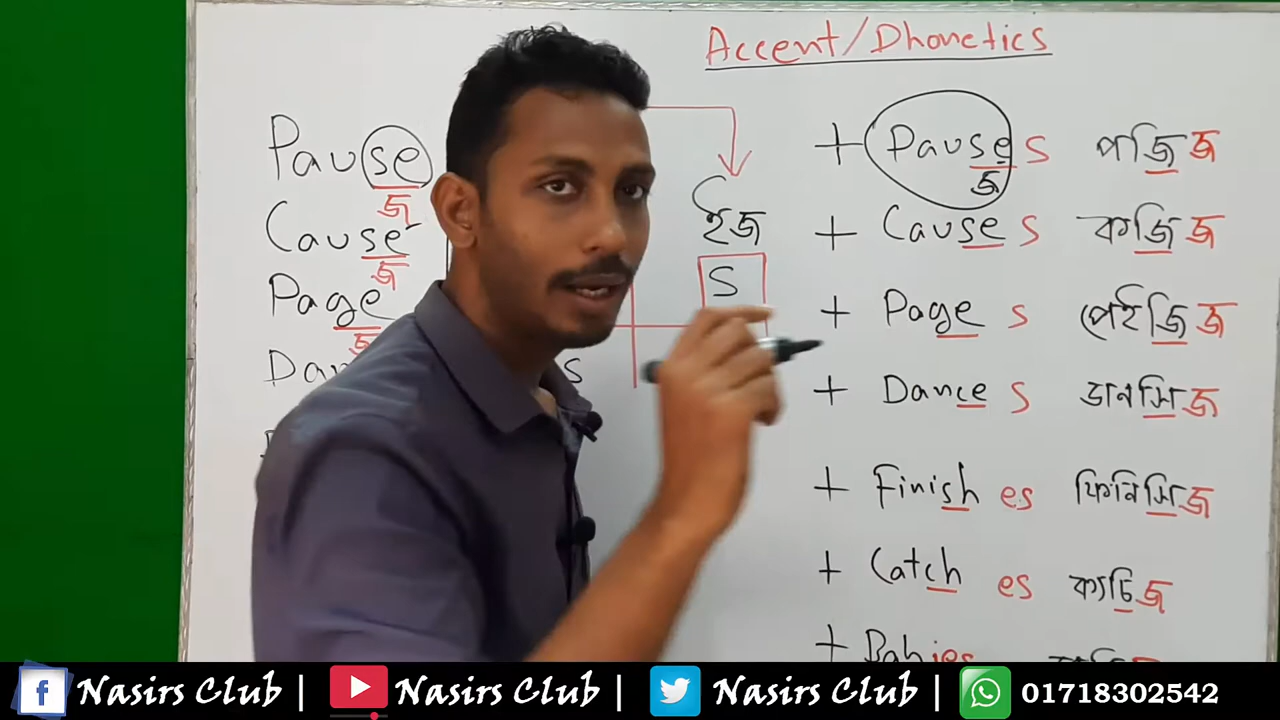 Accent/Phonetics
Pause
জ
Cause
জ
Page
জ
ইজ
S
s
+ Pause s পজিজ
জ
+ Cause s কজিজ
+ Page s পেইজিজ
+ Dance s ডানসিজ
+ Finish es ফিনিসিজ
+ Catch es ক্যাচিজ
+ Babies
Nasirs Club | Nasirs Club | Nasirs Club | 01718302542